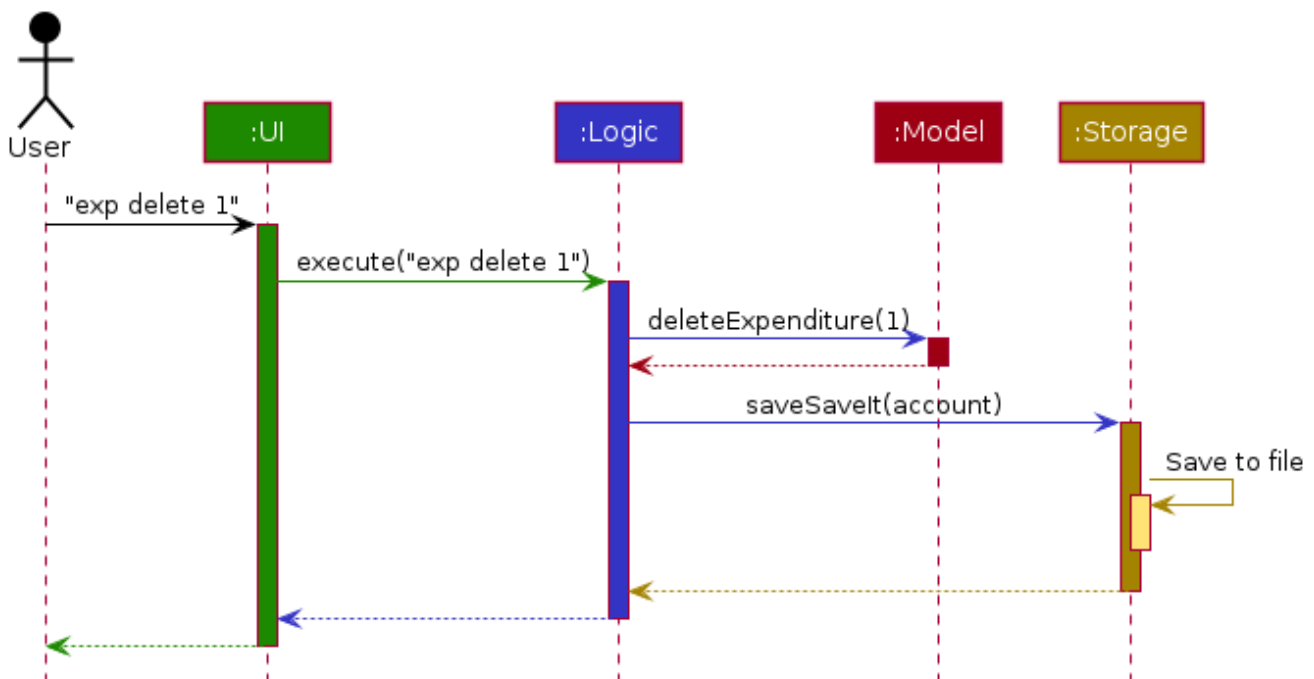 :UI
:Logic
:Model
:Storage
User
"exp delete 1"
execute("exp delete 1")
deleteExpenditure(1)
saveSaveIt(account)
Save to file